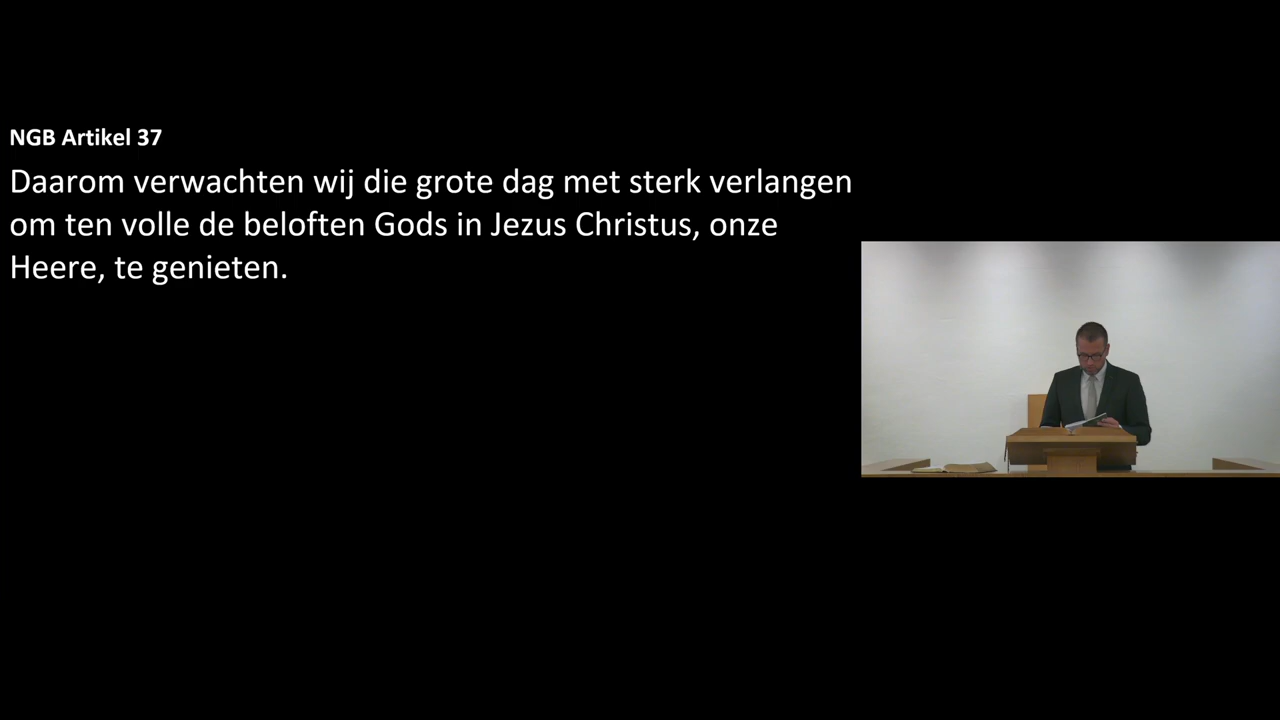 NGB Artikel 37
Daarom verwachten wij die grote dag met sterk verlangen
om ten volle de beloften Gods in Jezus Christus, onze
Heere, te genieten.